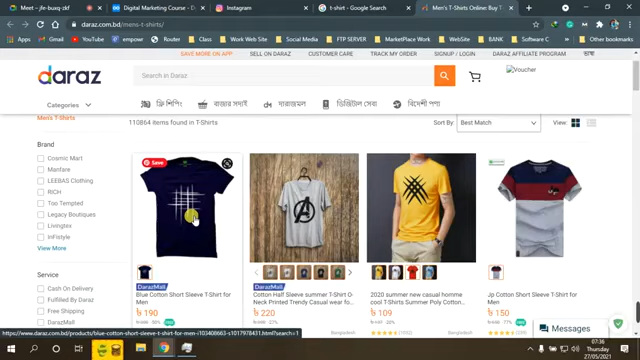 Meet – jfe-buaq-zkf
Digital Marketing Course - D
Instagram
t-shirt - Google Search
Men's T-Shirts Online: Buy T
daraz.com.bd/mens-t-shirts/
Apps
Gmail
YouTube
empower
Router
Google
Social
FTP SERVER
MarketPlace Work
Website
BANK
Software C
Other bookmarks
SAVE MORE ON APP
SELL ON DARAZ
CUSTOMER CARE
TRACK MY ORDER
SIGNUP / LOGIN
DARAZ AFFILIATE PROGRAM
ভাষা
daraz
Search in Daraz
Voucher
Categories
ফ্রি শিপিং
বাজার সদাই
দারাজমল
ডিজিটাল সেবা
বিদেশী পণ্য
Men's T-Shirts
110864 items found in T-Shirts
Sort By:
Best Match
View:
Brand
Cosmic Mart
Manfare
LEEBAS Clothing
RICH
Too Tempted
Legacy Boutiques
Livingtex
InFistyle
View More
Service
Cash On Delivery
Fulfilled By Daraz
Free Shipping
DarazMall
Save
DarazMall
Blue Cotton Short Sleeve T-Shirt for
Men
৳ 190
DarazMall
Cotton Half Sleeve summer T-Shirt G-
Neck Printed Trendy Casual wear fo...
৳ 220
Bangladesh
2020 summer new casual homme
cool T-Shirts Summer Poly Cotton...
৳ 109
Bangladesh
Jp Cotton Short Sleeve T-Shirt for
Men
৳ 150
Messages
https://www.daraz.com.bd/products/blue-cotton-short-sleeve-t-shirt-for-men-i103408663-s1017978431.html?search=1
07:36
Thursday
27/05/2021